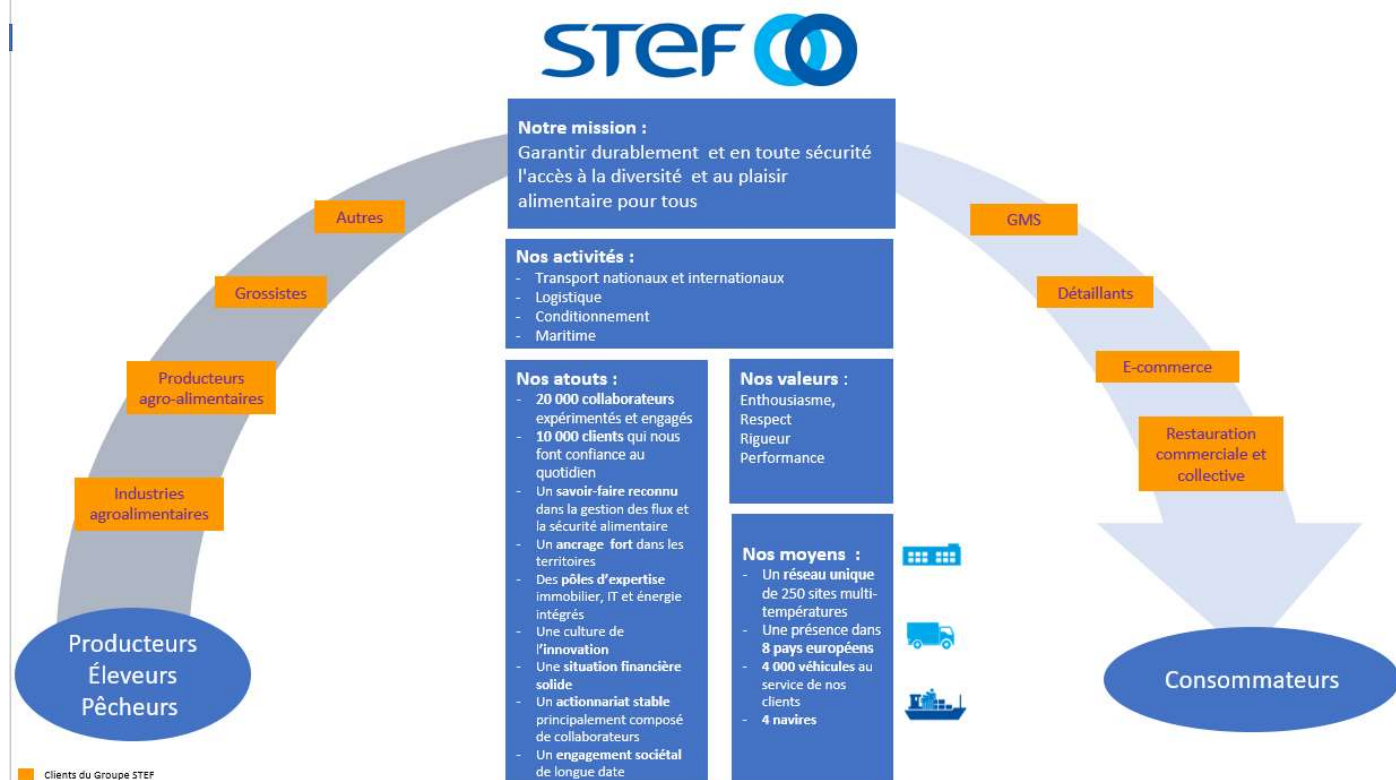 STEF
Notre mission :
Garantir durablement et en toute sécurité
l'accès à la diversité et au plaisir
alimentaire pour tous
Autres
Grossistes
Producteurs
agro-alimentaires
Industries
agroalimentaires
Producteurs
Éleveurs
Pêcheurs
Nos activités :
- Transport nationaux et internationaux
- Logistique
- Conditionnement
- Maritime
Nos atouts :
- 20 000 collaborateurs
expérimentés et engagés
- 10 000 clients qui nous
font confiance au
quotidien
- Un savoir-faire reconnu
dans la gestion des flux et
la sécurité alimentaire
- Un ancrage fort dans les
territoires
- Des pôles d'expertise
immobilier, IT et énergie
intégrés
- Une culture de
l'innovation
- Une situation financière
solide
- Un actionnariat stable
principalement composé
de collaborateurs
- Un engagement sociétal
de longue date
Nos valeurs :
Enthousiasme,
Respect
Rigueur
Performance
Nos moyens :
- Un réseau unique
de 250 sites multi-
températures
- Une présence dans
8 pays européens
- 4 000 véhicules au
service de nos
clients
- 4 navires
GMS
Détaillants
E-commerce
Restauration
commerciale et
collective
Consommateurs
Clients du Groupe STEF